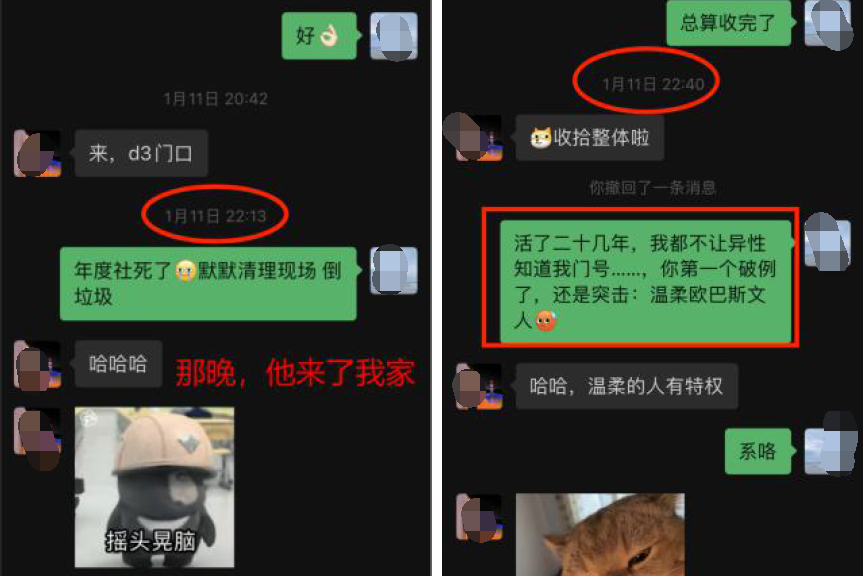 好👌🏻
1月11日 20:42
来，d3门口
1月11日 22:13
年度社死了😢默默清理现场 倒
垃圾
哈哈哈
那晚，他来了我家
摇头晃脑
总算收完了
1月11日 22:40
😼收拾整体啦
你撤回了一条消息
活了二十几年，我都不让异性
知道我门号......，你第一个破例
了，还是突击：温柔欧巴斯文
人🥵
哈哈，温柔的人有特权
系咯